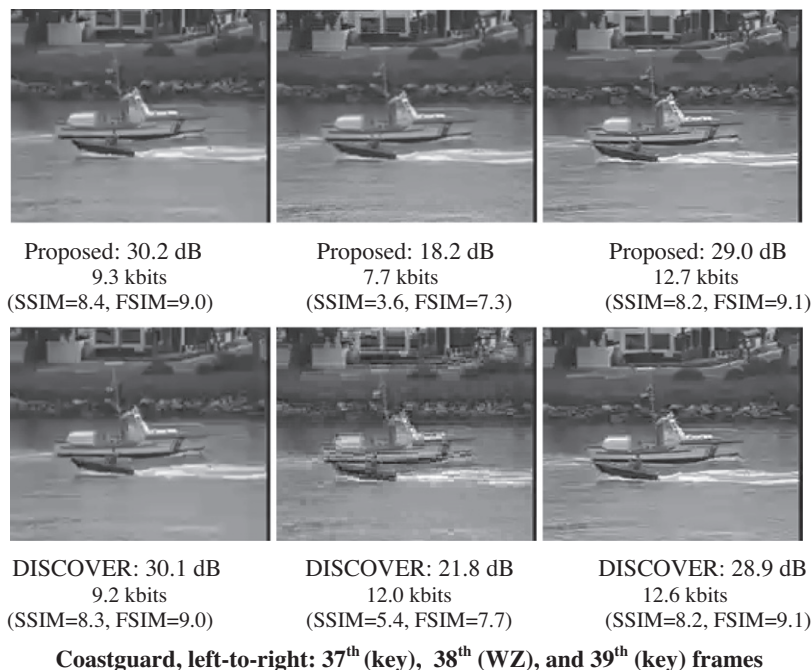 Proposed: 30.2 dB
9.3 kbits
(SSIM=8.4, FSIM=9.0)
Proposed: 18.2 dB
7.7 kbits
(SSIM=3.6, FSIM=7.3)
Proposed: 29.0 dB
12.7 kbits
(SSIM=8.2, FSIM=9.1)
DISCOVER: 30.1 dB
9.2 kbits
(SSIM=8.3, FSIM=9.0)
DISCOVER: 21.8 dB
12.0 kbits
(SSIM=5.4, FSIM=7.7)
DISCOVER: 28.9 dB
12.6 kbits
(SSIM=8.2, FSIM=9.1)
Coastguard, left-to-right: 37th (key), 38th (WZ), and 39th (key) frames